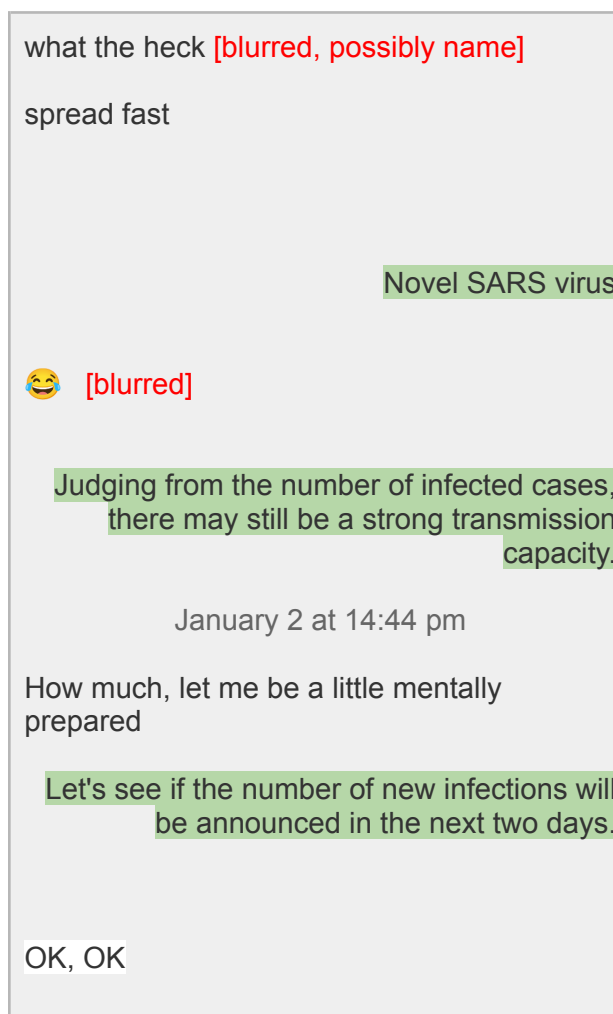 what the heck [blurred, possibly name]
spread fast
Novel SARS virus
😂 [blurred]
Judging from the number of infected cases,
there may still be a strong transmission
capacity.
January 2 at 14:44 pm
How much, let me be a little mentally
prepared
Let's see if the number of new infections will
be announced in the next two days.
OK, OK